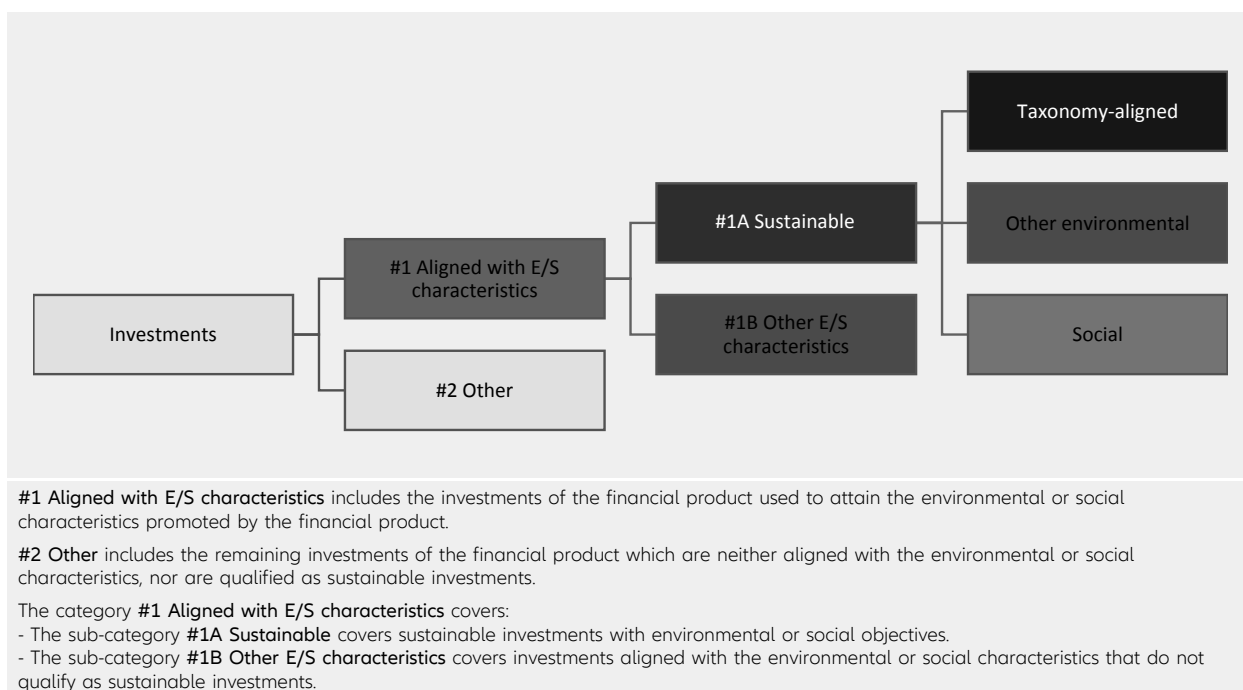 Taxonomy-aligned
#1A Sustainable
Other environmental
#1 Aligned with E/S
characteristics
Investments
#1B Other E/S
characteristics
Social
#2 Other
#1 Aligned with E/S characteristics includes the investments of the financial product used to attain the environmental or social
characteristics promoted by the financial product.
#2 Other includes the remaining investments of the financial product which are neither aligned with the environmental or social
characteristics, nor are qualified as sustainable investments.
The category #1 Aligned with E/S characteristics covers:
- The sub-category #1A Sustainable covers sustainable investments with environmental or social objectives.
- The sub-category #1B Other E/S characteristics covers investments aligned with the environmental or social characteristics that do not
qualify as sustainable investments.